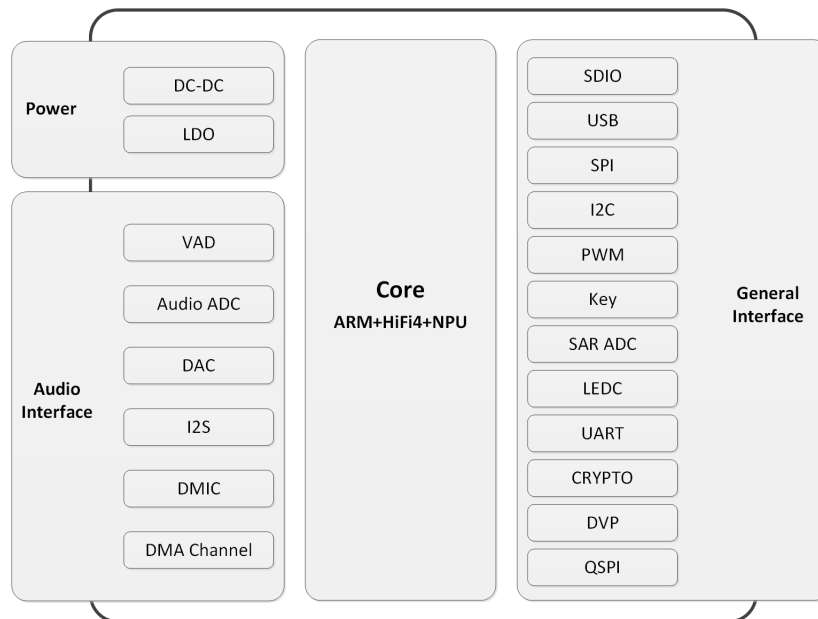 Power
DC-DC
LDO
Audio
Interface
VAD
Audio ADC
DAC
I2S
DMIC
DMA Channel
Core
ARM+HiFi4+NPU
SDIO
USB
SPI
I2C
PWM
Key
SAR ADC
LEDC
UART
CRYPTO
DVP
QSPI
General
Interface